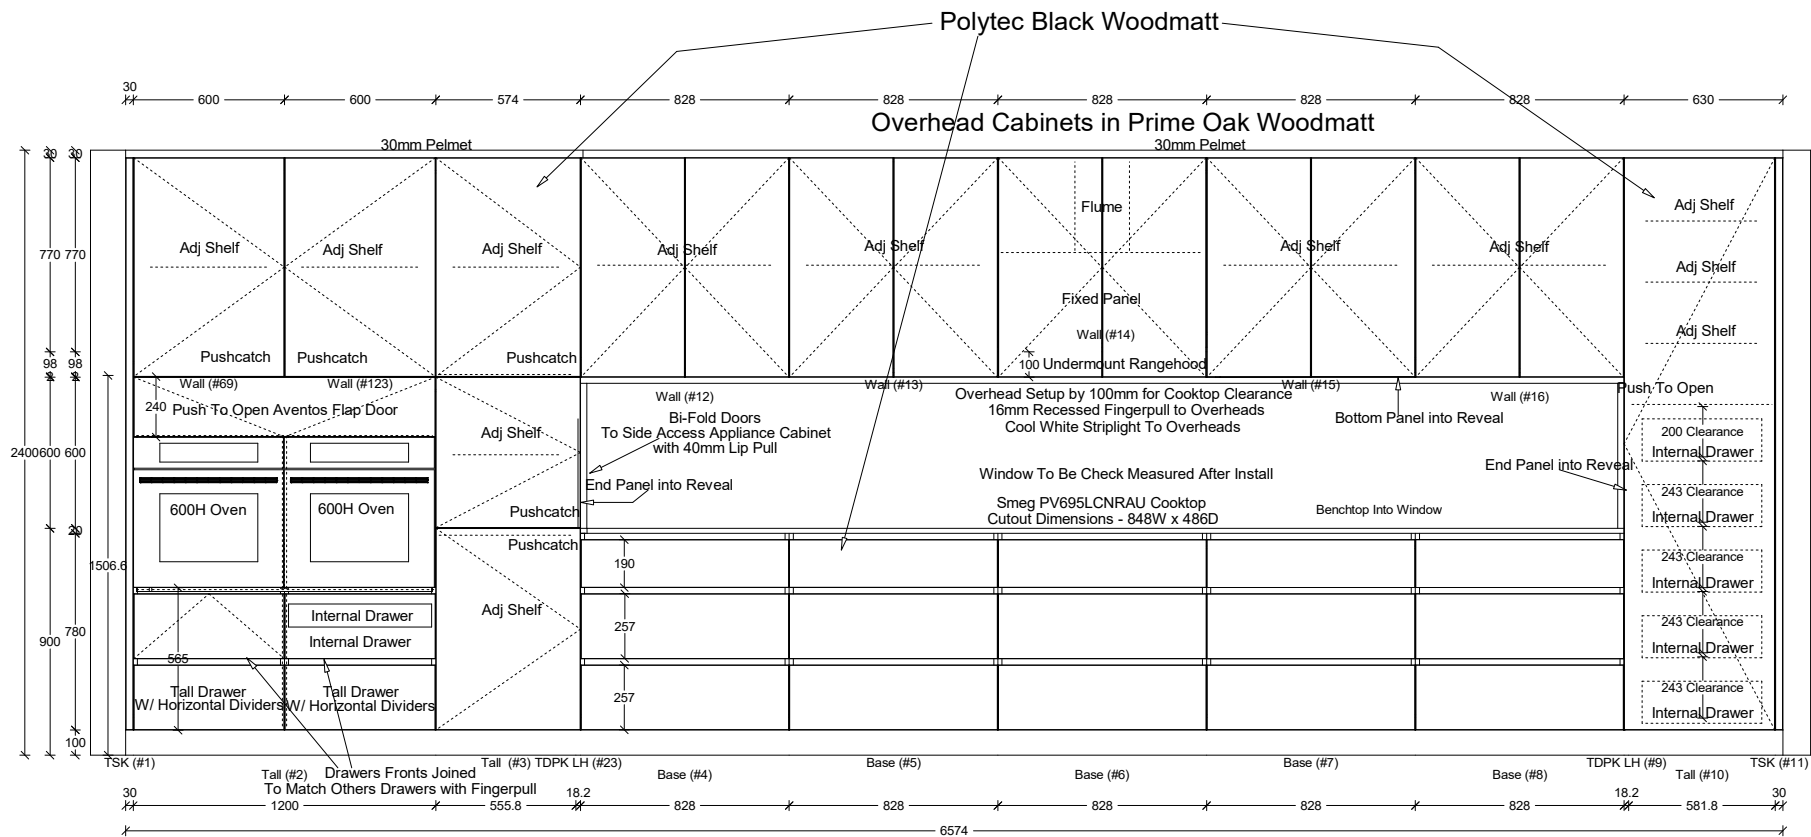 Polytec Black Woodmatt
30
600
600
574
828
828
828
828
828
630
Overhead Cabinets in Prime Oak Woodmatt
30mm Pelmet
30mm Pelmet
30
30
Flume
Adj Shelf
Adj Shelf
Adj Shelf
Adj Shelf
Adj Shelf
Adj Shelf
Adj Shelf
Adj Shelf
770
770
Adj Shelf
Fixed Panel
Wall (#14)
Adj Shelf
Pushcatch
Pushcatch
Pushcatch
98
98
100
Undermount Rangehood
Wall (#69)
Wall (#123)
Wall (#12)
Wall (#13)
Wall (#15)
Wall (#16)
Push To Open
240
Push To Open Aventos Flap Door
Overhead Setup by 100mm for Cooktop Clearance
16mm Recessed Fingerpull to Overheads
Cool White Striplight To Overheads
Bottom Panel into Reveal
Bi-Fold Doors
To Side Access Appliance Cabinet
with 40mm Lip Pull
Adj Shelf
200 Clearance
Internal Drawer
2400
600
600
Window To Be Check Measured After Install
End Panel into Reveal
End Panel into Reveal
243 Clearance
Internal Drawer
600H Oven
600H Oven
Pushcatch
Smeg PV695LCNRAU Cooktop
Cutout Dimensions - 848W x 486D
Benchtop Into Window
20
Pushcatch
1506.6
190
243 Clearance
Internal Drawer
Internal Drawer
Internal Drawer
Adj Shelf
900
780
257
243 Clearance
Internal Drawer
565
Tall Drawer
W/ Horizontal Dividers
Tall Drawer
W/ Horizontal Dividers
257
243 Clearance
Internal Drawer
100
TSK (#1)
Tall (#2)
Drawers Fronts Joined
To Match Others Drawers with Fingerpull
Tall (#3)
TDPK LH (#23)
Base (#4)
Base (#5)
Base (#6)
Base (#7)
Base (#8)
TDPK LH (#9)
Tall (#10)
TSK (#11)
30
1200
555.8
18.2
828
828
828
828
828
18.2
581.8
30
6574